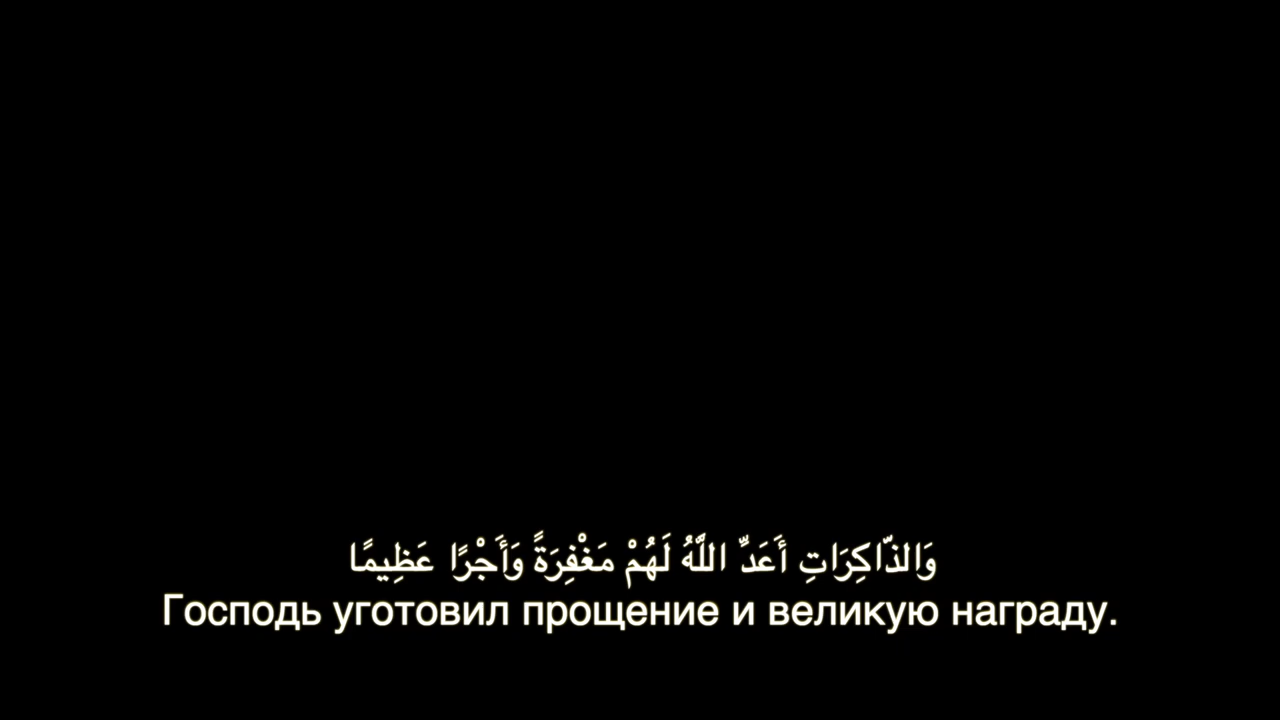 وَالذَّاكِرَاتِ أَعَدَّ اللَّهُ لَهُمْ مَغْفِرَةً وَأَجْرًا عَظِيمًا
Господь уготовил прощение и великую награду.